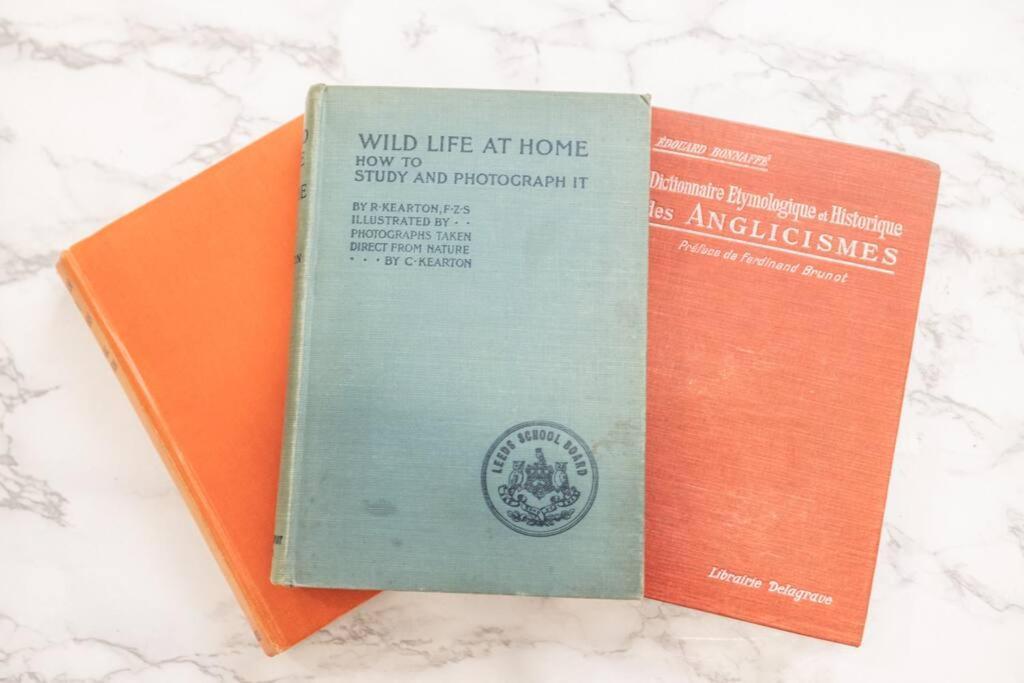 WILD LIFE AT HOME
HOW TO
STUDY AND PHOTOGRAPH IT
BY R·KEARTON, F·Z·S
ILLUSTRATED BY · ·
PHOTOGRAPHS TAKEN
DIRECT FROM NATURE
· · · BY C·KEARTON
LEEDS SCHOOL BOARD
ÉDOUARD BONNAFFÉ
Dictionnaire Etymologique et Historique
des ANGLICISMES
Préface de Ferdinand Brunot
Librairie Delagrave